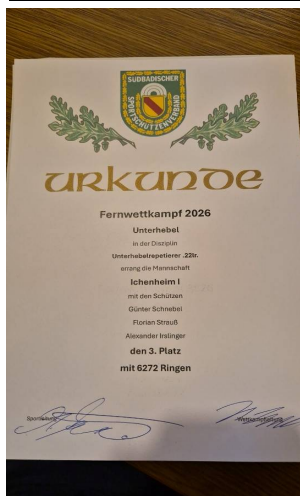 SÜDBADISCHER
SPORTSCHÜTZENVERBAND
URKUNDE
Fernwettkampf 2026
Unterhebel
in der Disziplin
Unterhebelrepetierer .22lr.
errang die Mannschaft
Ichenheim I
mit den Schützen
Günter Schnebel
Florian Strauß
Alexander Irslinger
den 3. Platz
mit 6272 Ringen